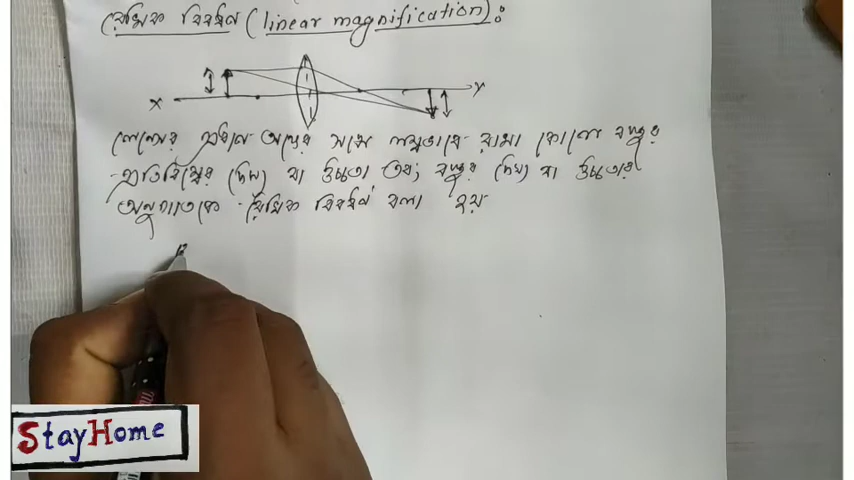 রৈখিক বিবর্ধন (linear magnification) :
X
Y
লেন্সের প্রধান অক্ষের সঙ্গে লম্বভাবে রাখা কোনো বস্তুর
প্রতিবিম্বের দৈর্ঘ্য বা উচ্চতা এবং বস্তুর দৈর্ঘ্য বা উচ্চতার
অনুপাতকে রৈখিক বিবর্ধন বলা হয়
StayHome